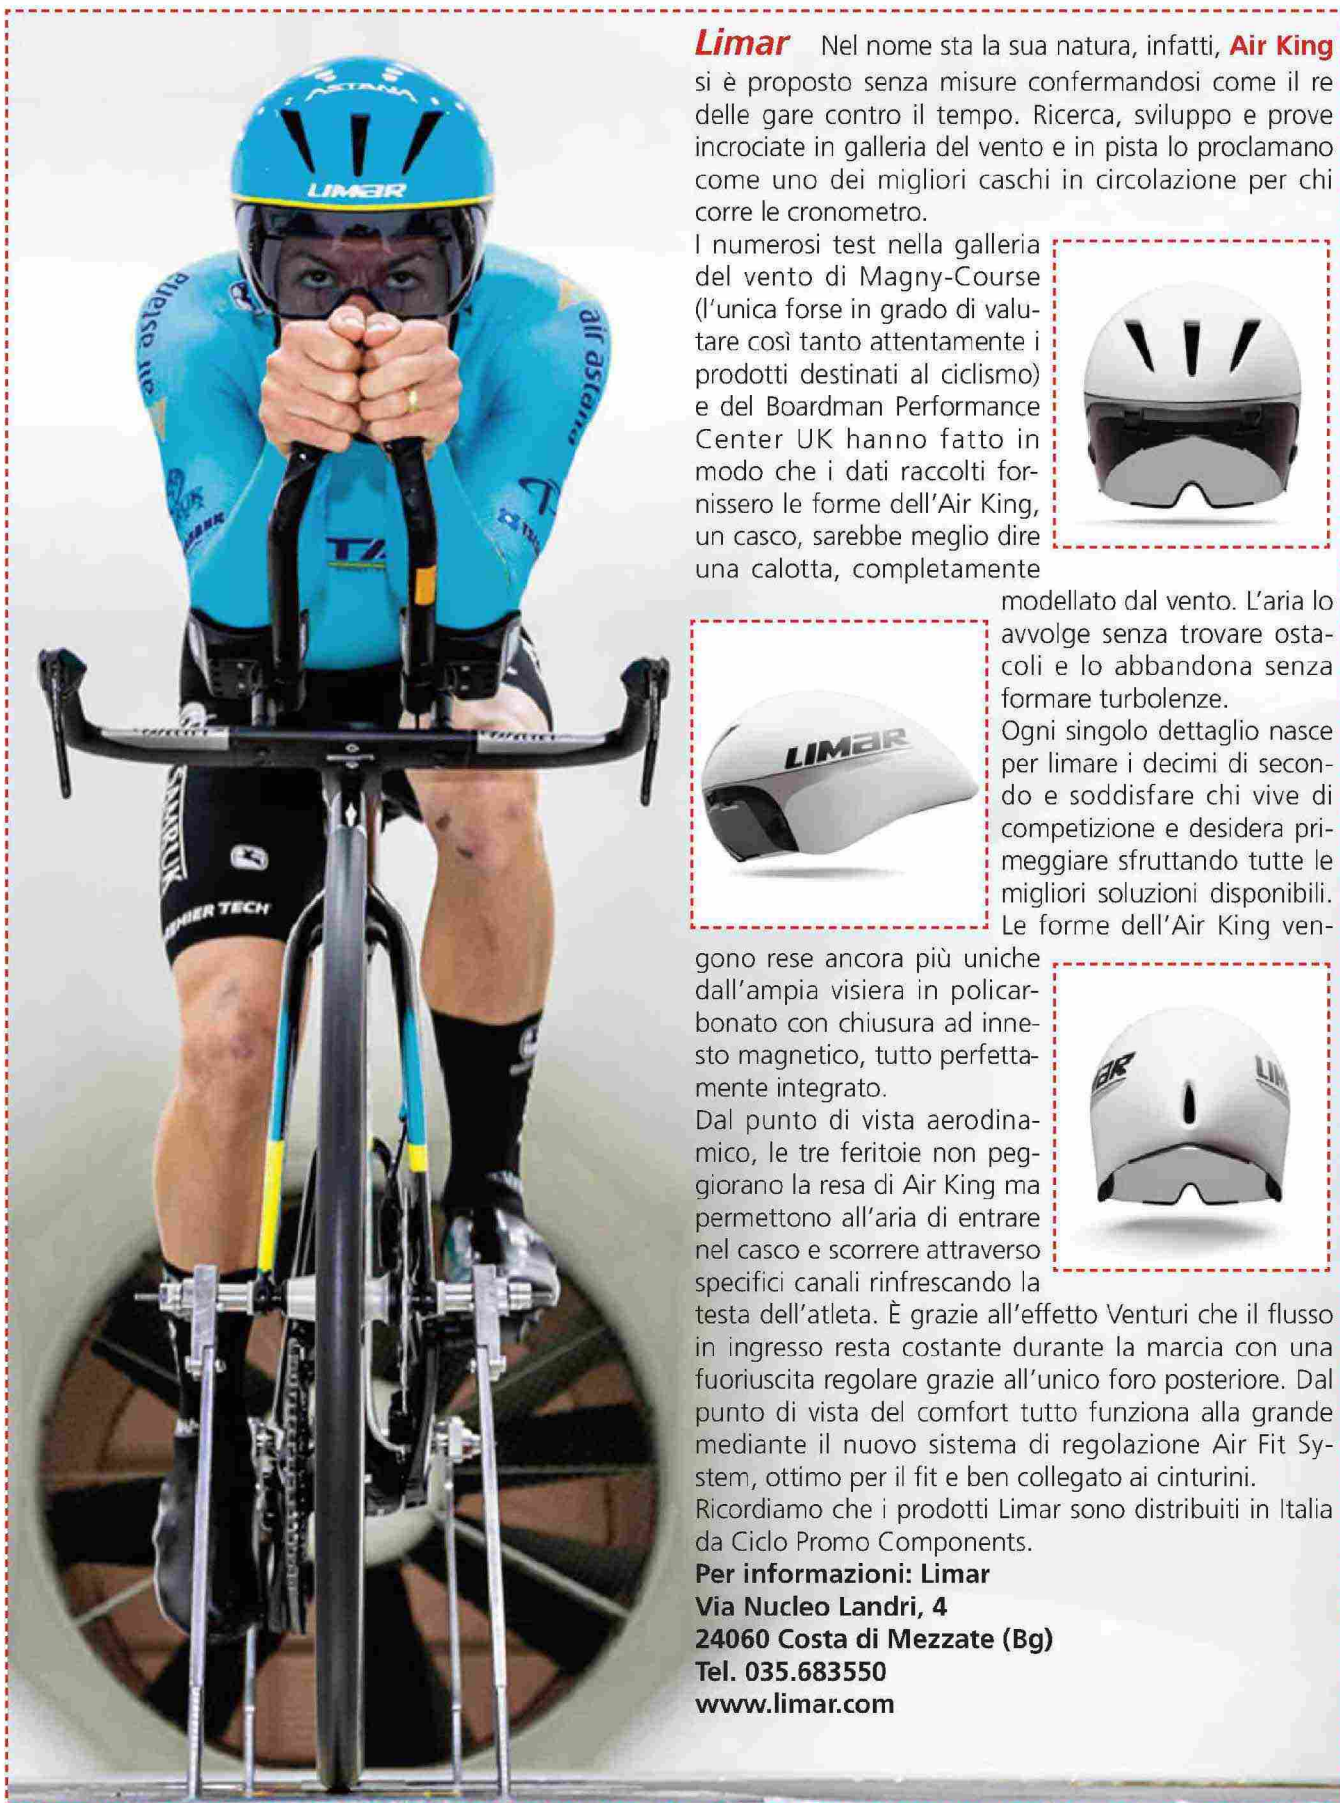 Limar Nel nome sta la sua natura, infatti, Air King
si è proposto senza misure confermandosi come il re
delle gare contro il tempo. Ricerca, sviluppo e prove
incrociate in galleria del vento e in pista lo proclamano
come uno dei migliori caschi in circolazione per chi
corre le cronometro.
I numerosi test nella galleria
del vento di Magny-Course
(l'unica forse in grado di valu-
tare così tanto attentamente i
prodotti destinati al ciclismo)
e del Boardman Performance
Center UK hanno fatto in
modo che i dati raccolti for-
nissero le forme dell'Air King,
un casco, sarebbe meglio dire
una calotta, completamente
modellato dal vento. L'aria lo
avvolge senza trovare osta-
coli e lo abbandona senza
formare turbolenze.
Ogni singolo dettaglio nasce
per limare i decimi di secon-
do e soddisfare chi vive di
competizione e desidera pri-
meggiare sfruttando tutte le
migliori soluzioni disponibili.
Le forme dell'Air King ven-
gono rese ancora più uniche
dall'ampia visiera in policar-
bonato con chiusura ad inne-
sto magnetico, tutto perfetta-
mente integrato.
Dal punto di vista aerodina-
mico, le tre feritoie non peg-
giorano la resa di Air King ma
permettono all'aria di entrare
nel casco e scorrere attraverso
specifici canali rinfrescando la
testa dell'atleta. È grazie all'effetto Venturi che il flusso
in ingresso resta costante durante la marcia con una
fuoriuscita regolare grazie all'unico foro posteriore. Dal
punto di vista del comfort tutto funziona alla grande
mediante il nuovo sistema di regolazione Air Fit Sy-
stem, ottimo per il fit e ben collegato ai cinturini.
Ricordiamo che i prodotti Limar sono distribuiti in Italia
da Ciclo Promo Components.
Per informazioni: Limar
Via Nucleo Landri, 4
24060 Costa di Mezzate (Bg)
Tel. 035.683550
www.limar.com
ASTANA
LIMAR
air astana
air astana
SAMRUK
EMIER TECH
LIMAR